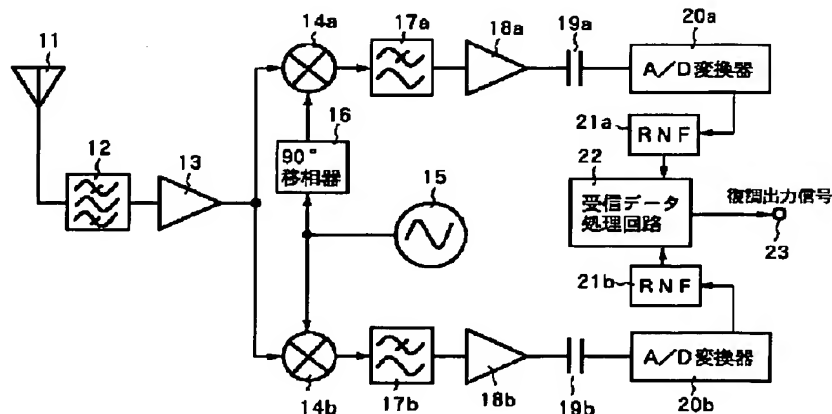 11
12
13
14a
17a
18a
19a
20a
A/D変換器
21a
RNF
16
90°
移相器
15
22
受信データ
処理回路
復調出力信号
23
21b
RNF
14b
17b
18b
19b
A/D変換器
20b